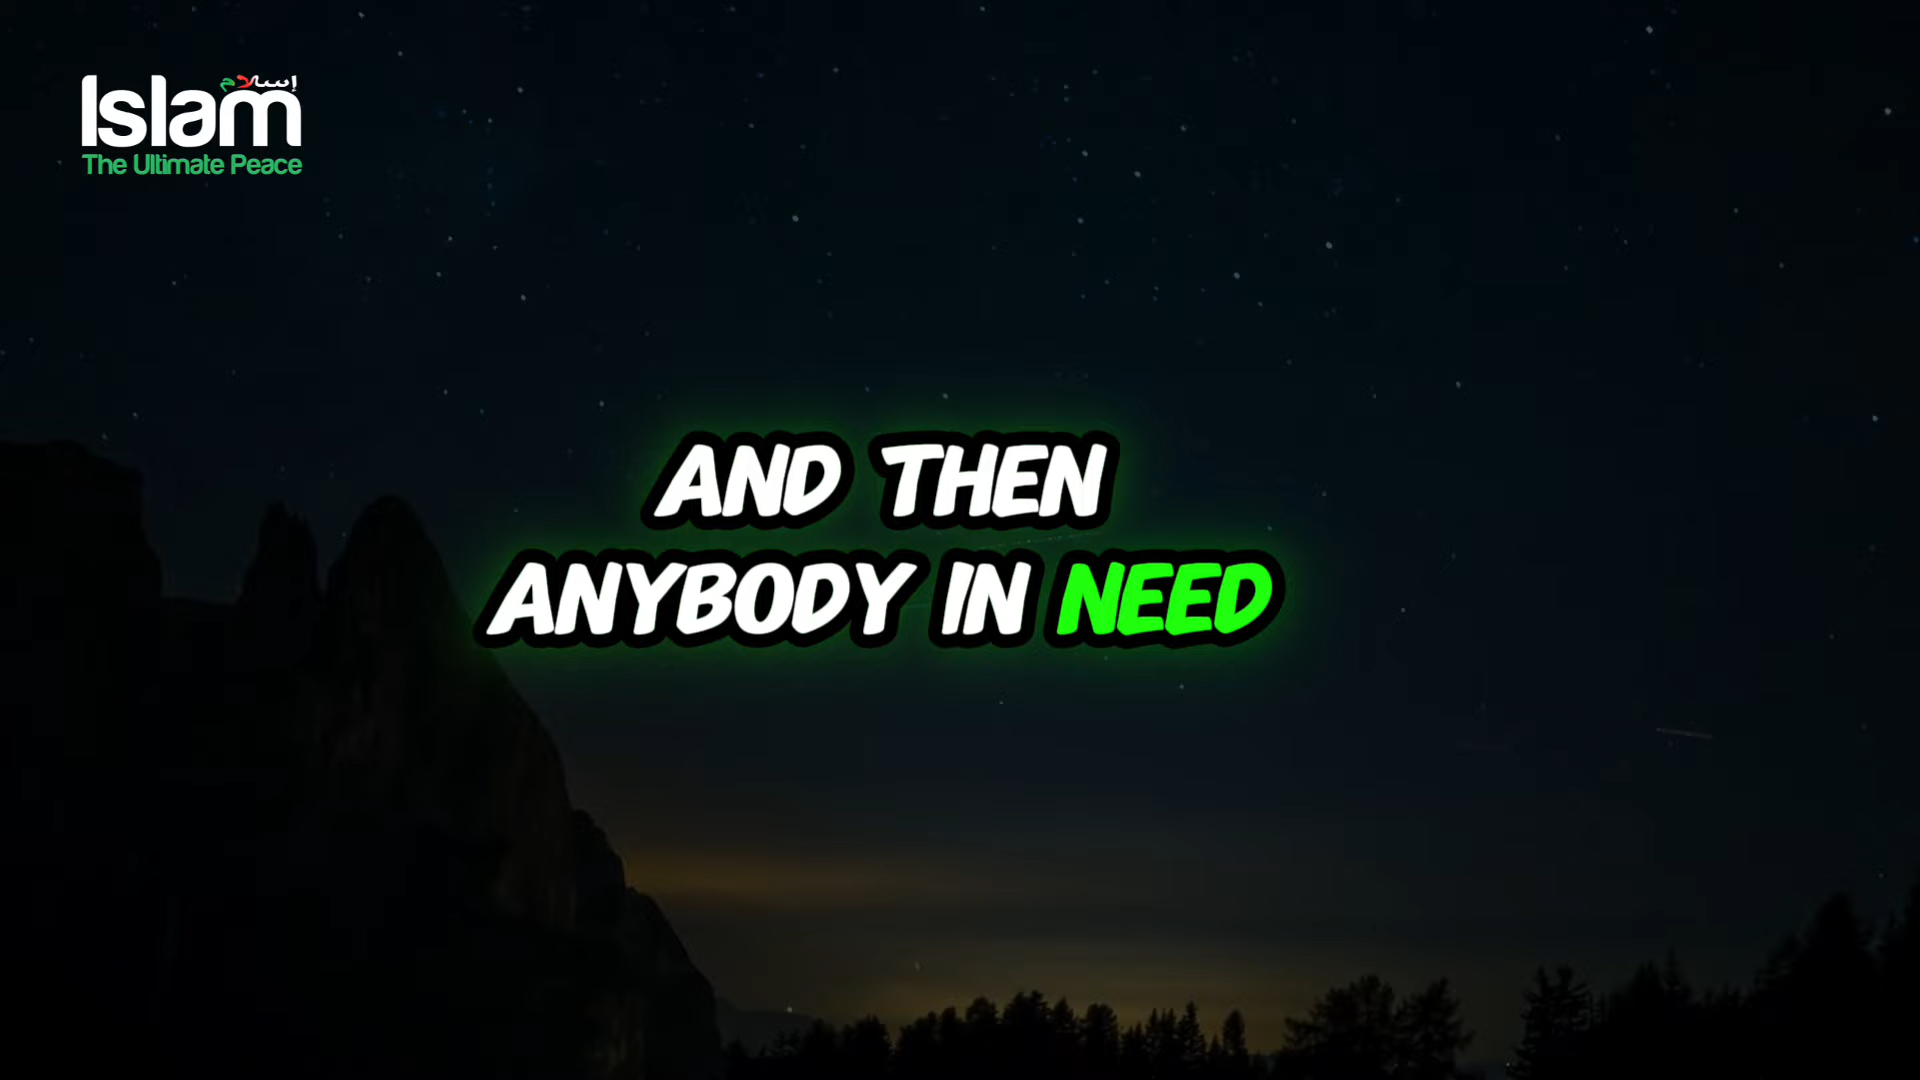 إسلام
Islam
The Ultimate Peace
AND THEN
ANYBODY IN NEED